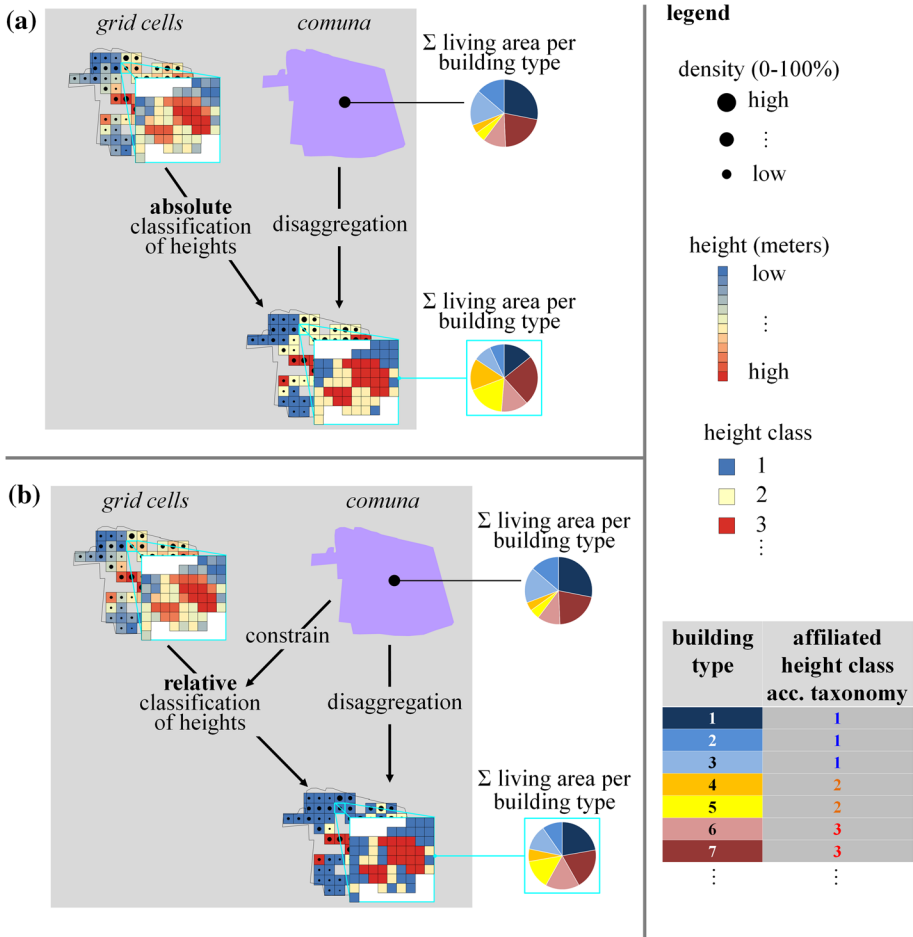 (a)
grid cells
comuna
Σ living area per
building type
absolute
classification
of heights
disaggregation
Σ living area per
building type
(b)
grid cells
comuna
Σ living area per
building type
constrain
relative
classification
of heights
disaggregation
Σ living area per
building type
legend
density (0-100%)
high
⋮
low
height (meters)
low
⋮
high
height class
1
2
3
⋮
building type affiliated height class acc. taxonomy
1 1
2 1
3 1
4 2
5 2
6 3
7 3
⋮ ⋮